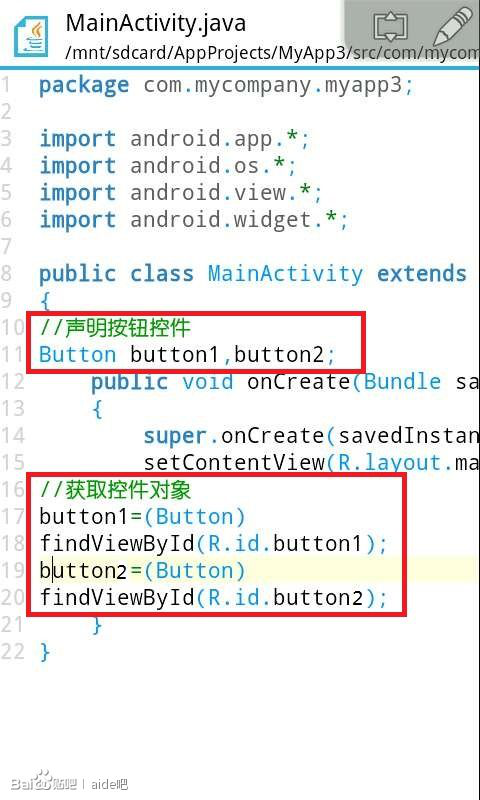 MainActivity.java
/mnt/sdcard/AppProjects/MyApp3/src/com/mycom
1 package com.mycompany.myapp3;
2
3 import android.app.*;
4 import android.os.*;
5 import android.view.*;
6 import android.widget.*;
7
8 public class MainActivity extends
9 {
10 //声明按钮控件
11 Button button1,button2;
12 public void onCreate(Bundle sa
13 {
14 super.onCreate(savedInstan
15 setContentView(R.layout.ma
16 //获取控件对象
17 button1=(Button)
18 findViewById(R.id.button1);
19 button2=(Button)
20 findViewById(R.id.button2);
21 }
22 }
Bai贴吧 | aide吧